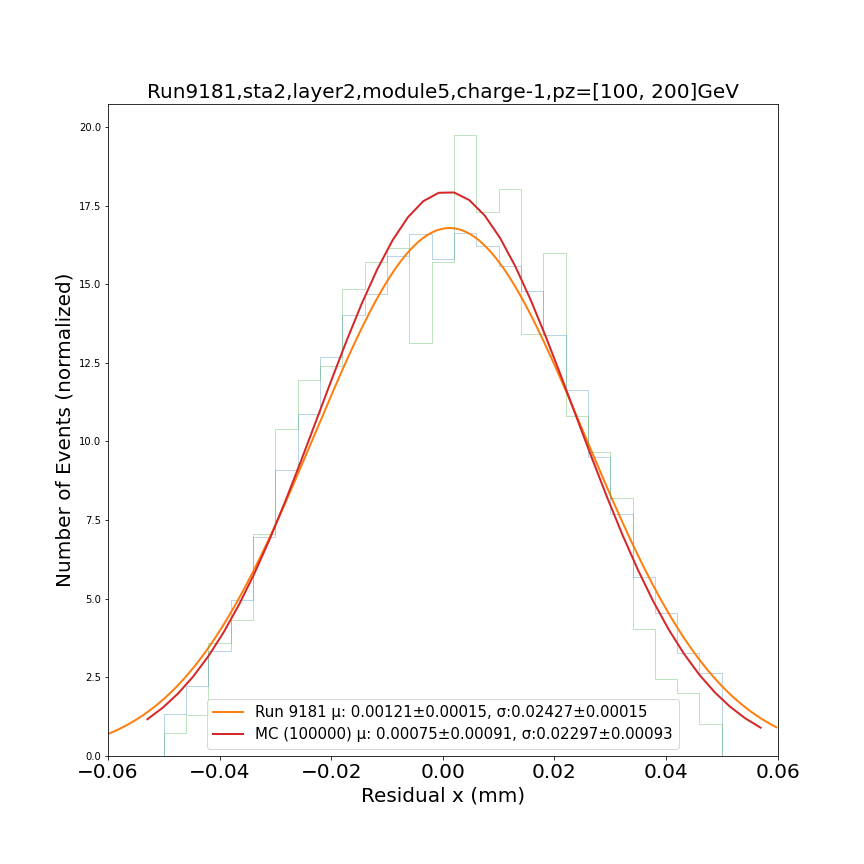 Run9181,sta2,layer2,module5,charge-1,pz=[100, 200]GeV
Number of Events (normalized)
20.0
17.5
15.0
12.5
10.0
7.5
5.0
2.5
0.0
Run 9181 μ: 0.00121±0.00015, σ:0.02427±0.00015
MC (100000) μ: 0.00075±0.00091, σ:0.02297±0.00093
−0.06 −0.04 −0.02 0.00 0.02 0.04 0.06
Residual x (mm)